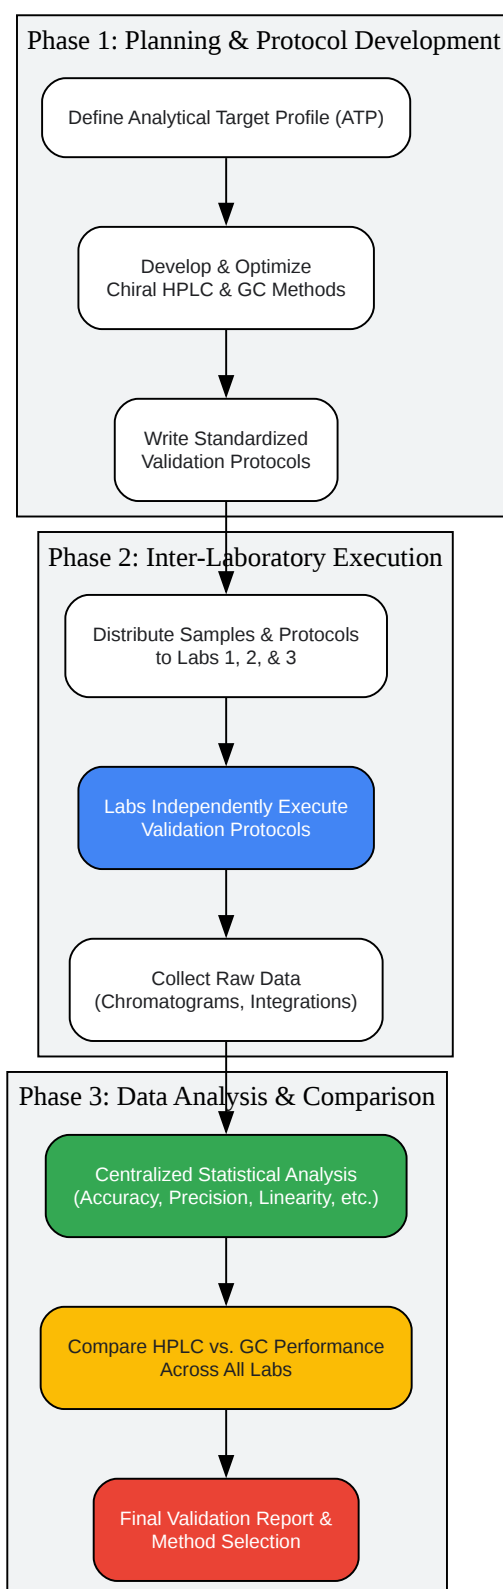 Phase 1: Planning & Protocol Development
Define Analytical Target Profile (ATP)
Develop & Optimize
Chiral HPLC & GC Methods
Write Standardized
Validation Protocols
Phase 2: Inter-Laboratory Execution
Distribute Samples & Protocols
to Labs 1, 2, & 3
Labs Independently Execute
Validation Protocols
Collect Raw Data
(Chromatograms, Integrations)
Phase 3: Data Analysis & Comparison
Centralized Statistical Analysis
(Accuracy, Precision, Linearity, etc.)
Compare HPLC vs. GC Performance
Across All Labs
Final Validation Report &
Method Selection